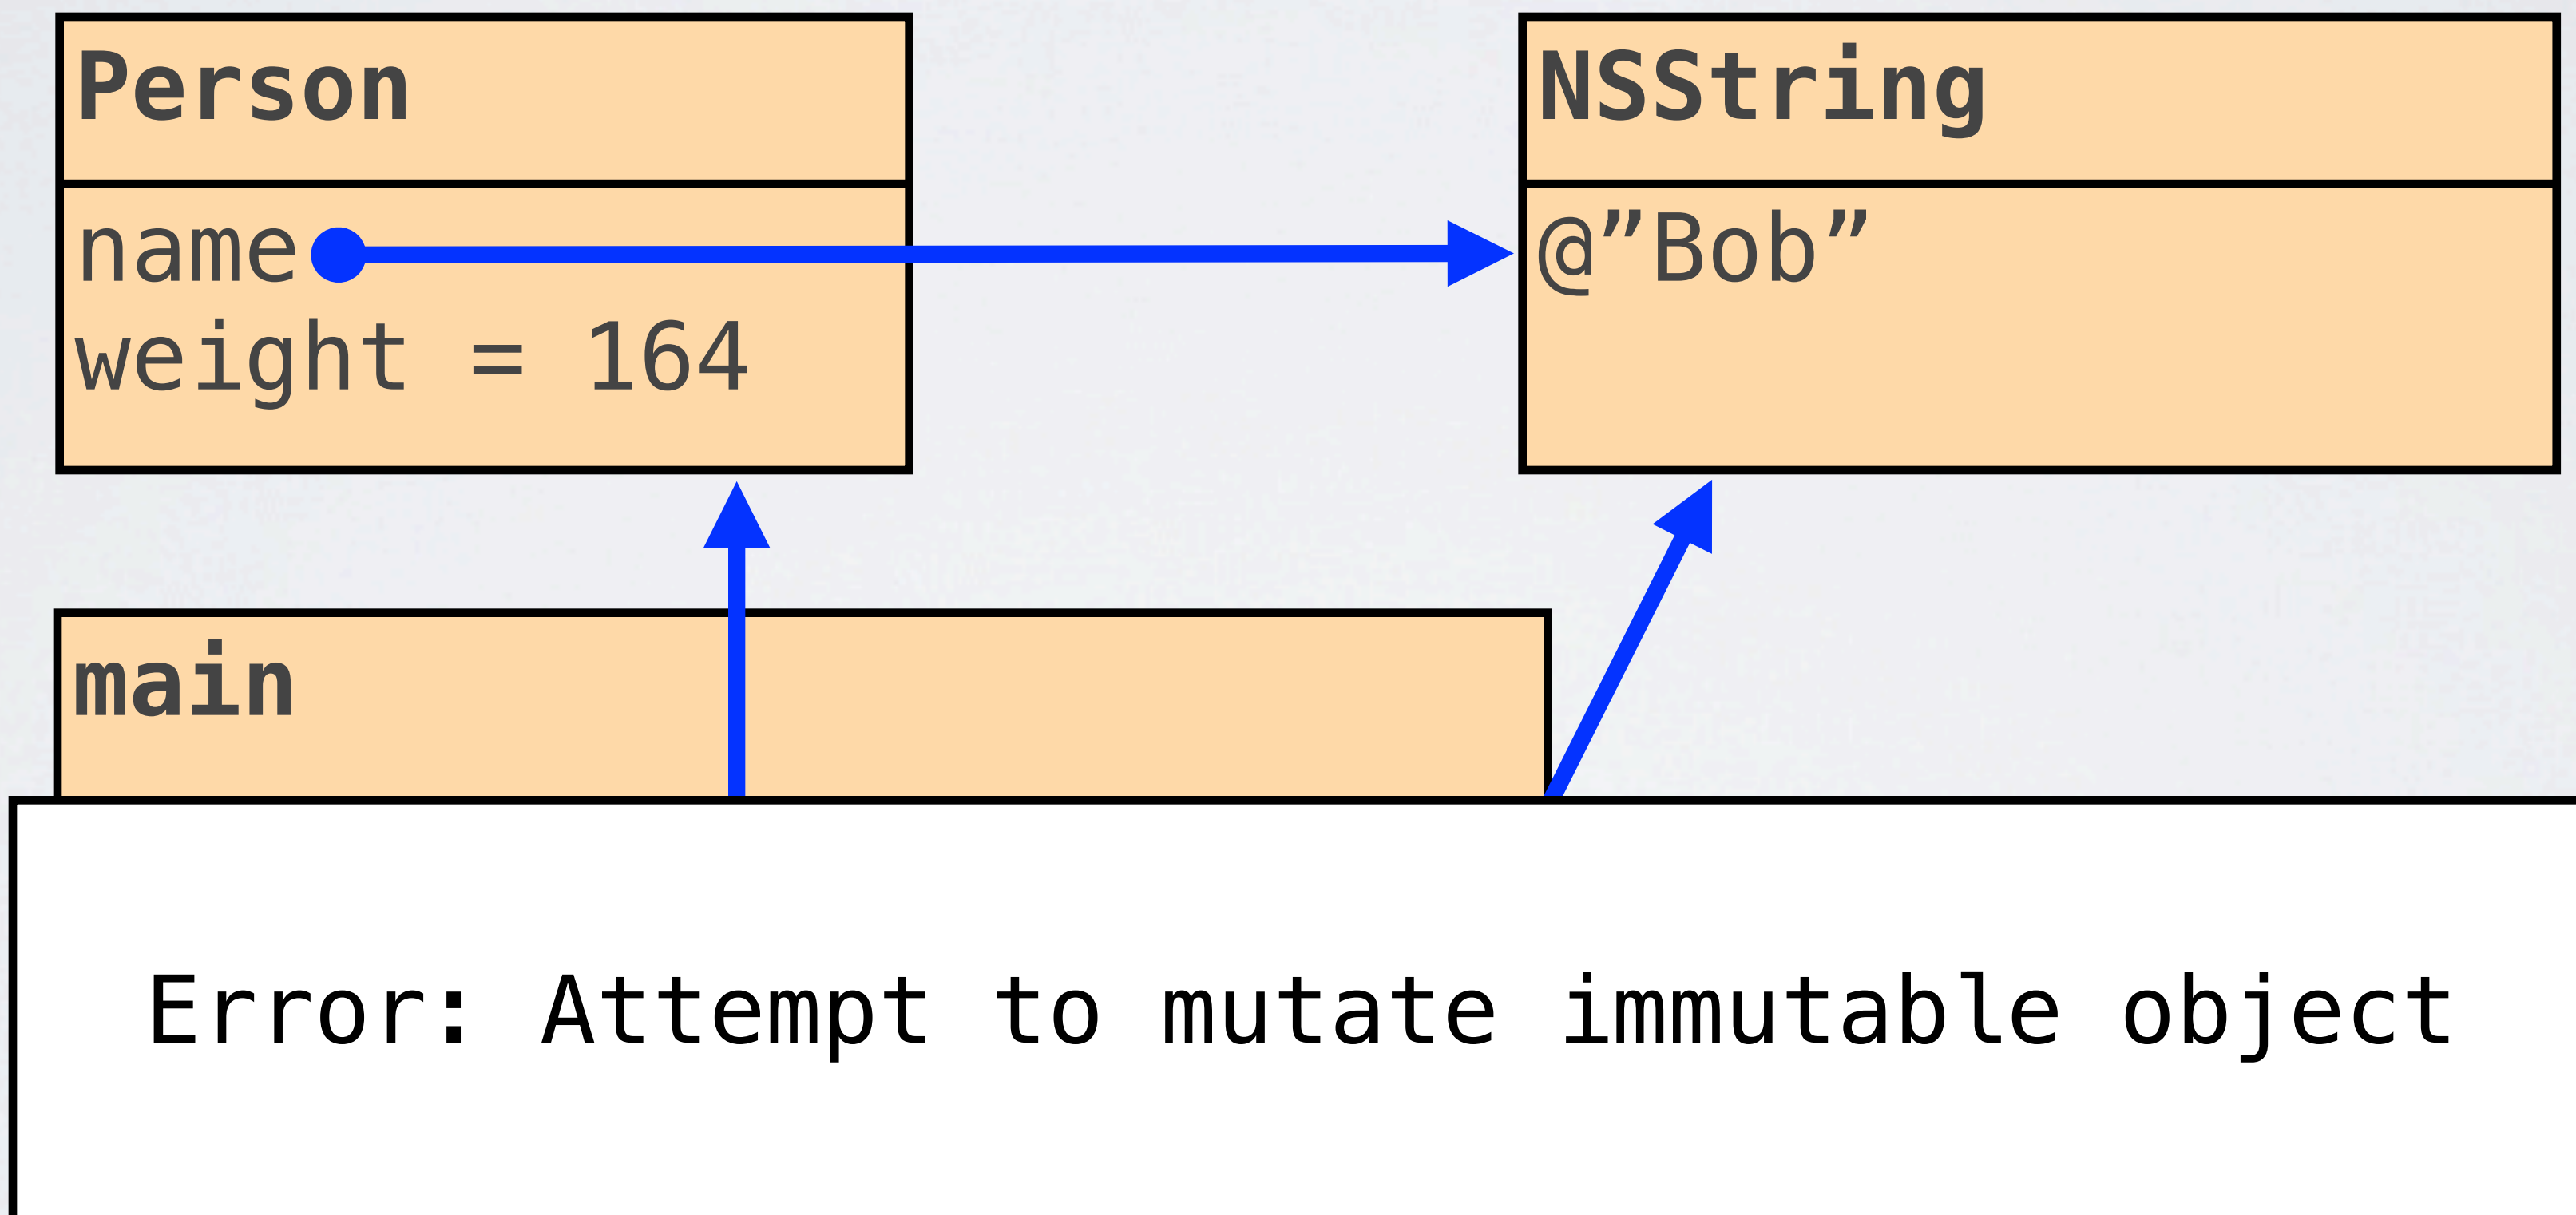 Person
name
weight = 164
NSString
@”Bob”
main
Error: Attempt to mutate immutable object